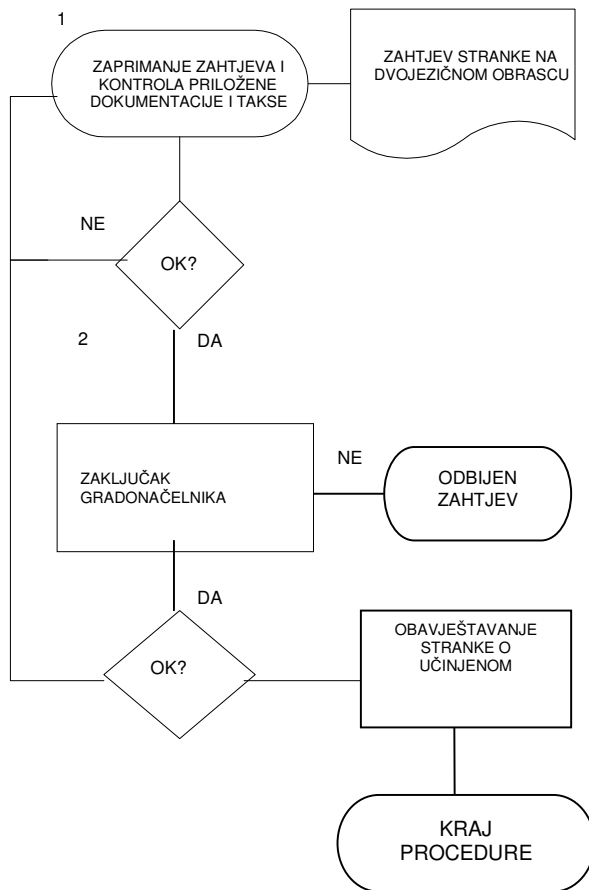 1
ZAPRIMANJE ZAHTJEVA I
KONTROLA PRILOŽENE
DOKUMENTACIJE I TAKSE
ZAHTJEV STRANKE NA
DVOJEZIČNOM OBRASCU
NE
OK?
2
DA
ZAKLJUČAK
GRADONAČELNIKA
NE
ODBIJEN
ZAHTJEV
DA
OK?
OBAVJEŠTAVANJE
STRANKE O
UČINJENOM
KRAJ
PROCEDURE